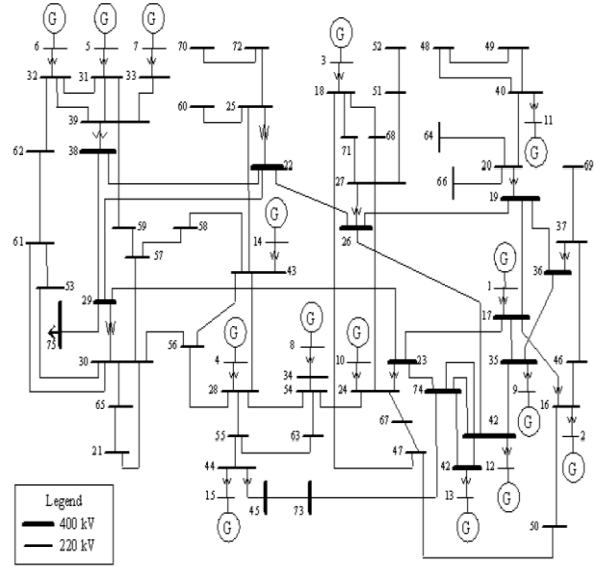 G G G G
6 5 7 3
70 72 52 48 49
32 31 33 18 51 40
60 25 11
39 71 68 64 G
62 38 22 27 20 69
66
59 58 G 19 37
61 57 14 26 36
53 43 G
29 1
75 17
G G G
30 56 4 8 10 23 35 46
34
65 28 54 24 74 9 16
G
21 55 63 67 47 42 2
44 42 12 G
15 13 G
G 45 73 G 50
Legend
400 kV
220 kV